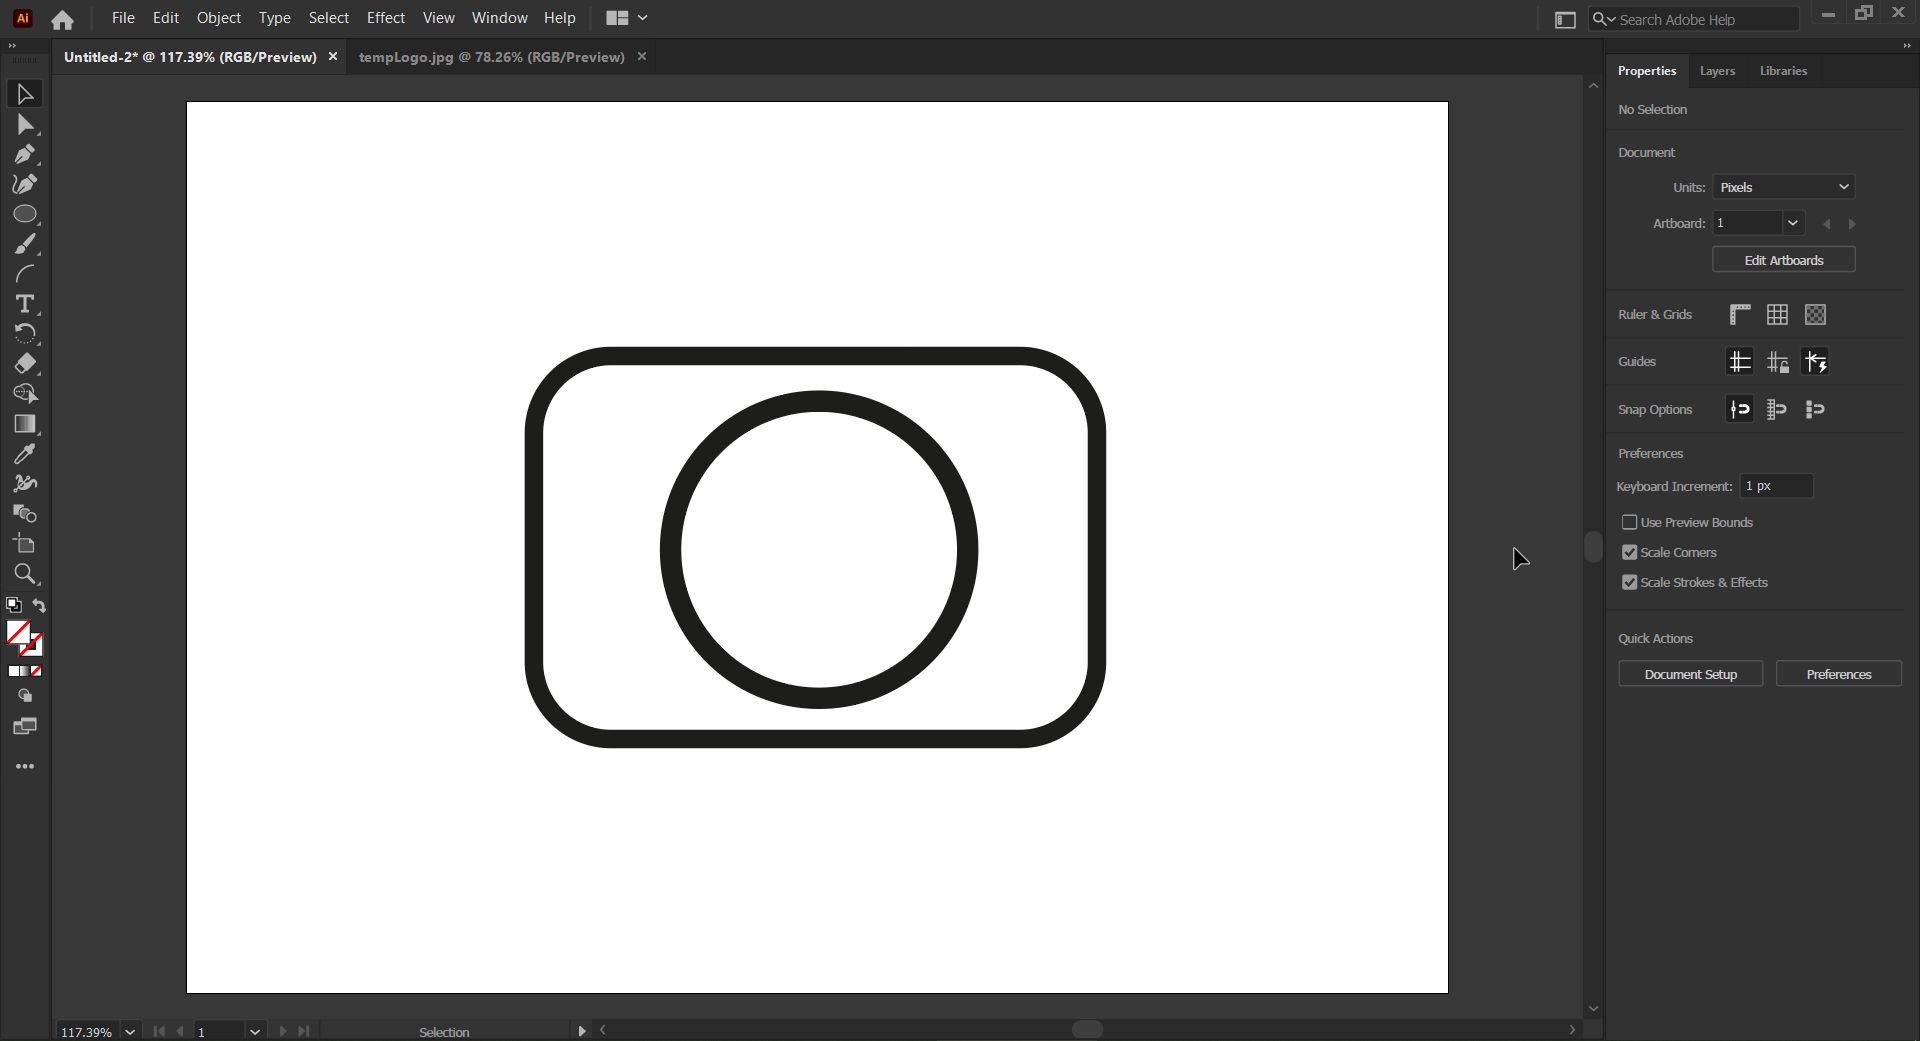 Ai File Edit Object Type Select Effect View Window Help Search Adobe Help
Untitled-2* @ 117.39% (RGB/Preview) tempLogo.jpg @ 78.26% (RGB/Preview)
Properties Layers Libraries
No Selection
Document
Units: Pixels
Artboard: 1
Edit Artboards
Ruler & Grids
Guides
Snap Options
Preferences
Keyboard Increment: 1 px
Use Preview Bounds
Scale Corners
Scale Strokes & Effects
Quick Actions
Document Setup Preferences
117.39% 1 Selection